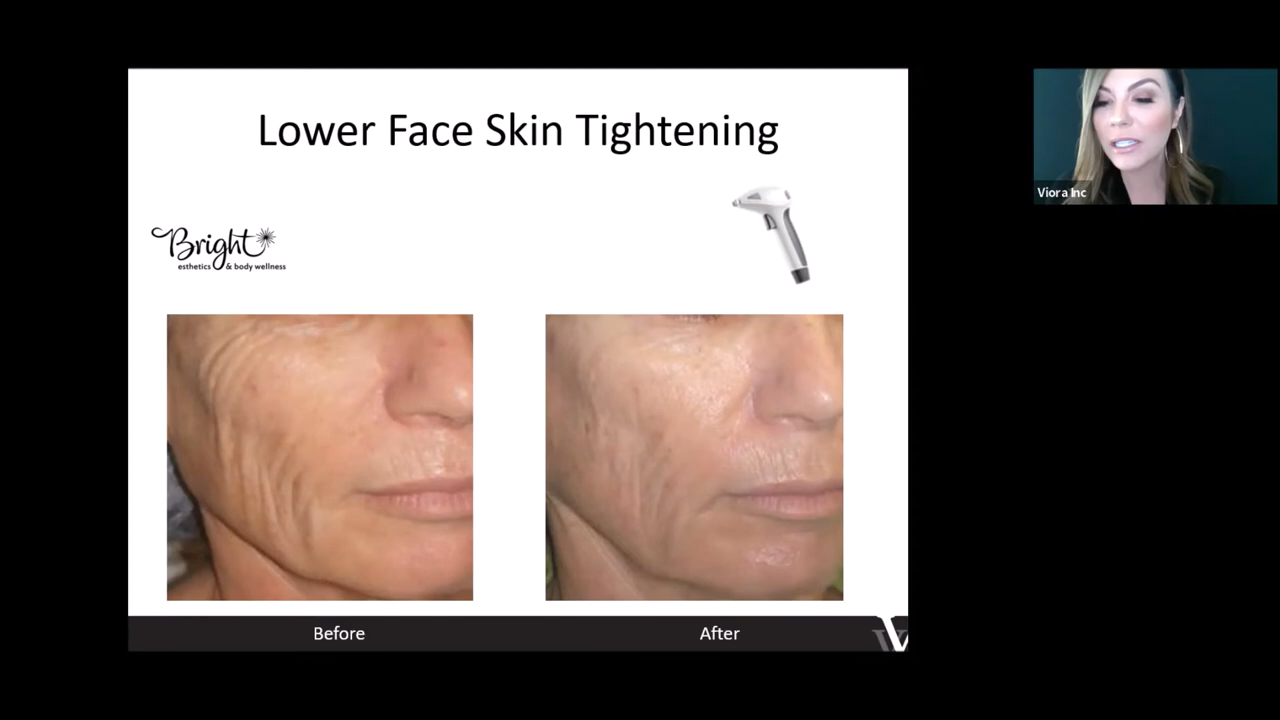 Lower Face Skin Tightening
Viora Inc
Bright
esthetics & body wellness
Before
After
V